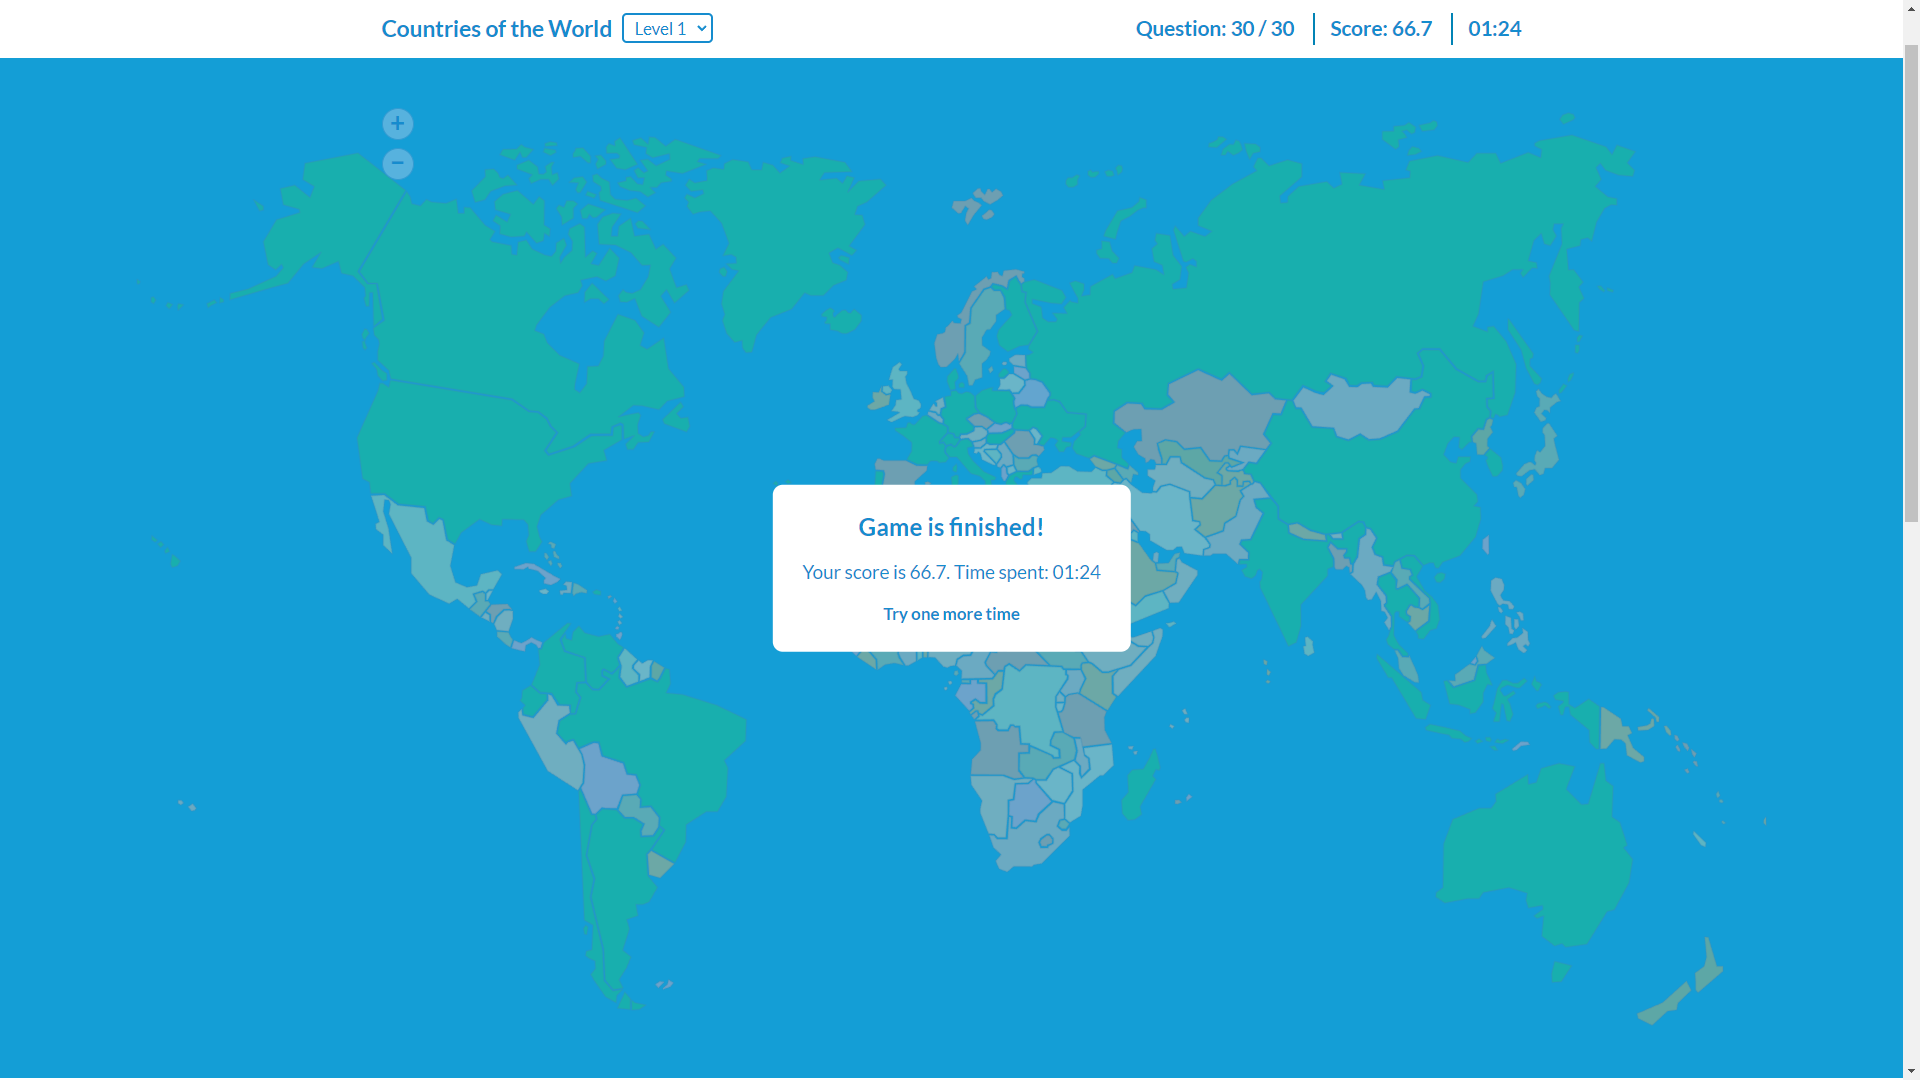 Countries of the World Level 1 Question: 30 / 30 Score: 66.7 01:24
+
−
Game is finished!
Your score is 66.7. Time spent: 01:24
Try one more time